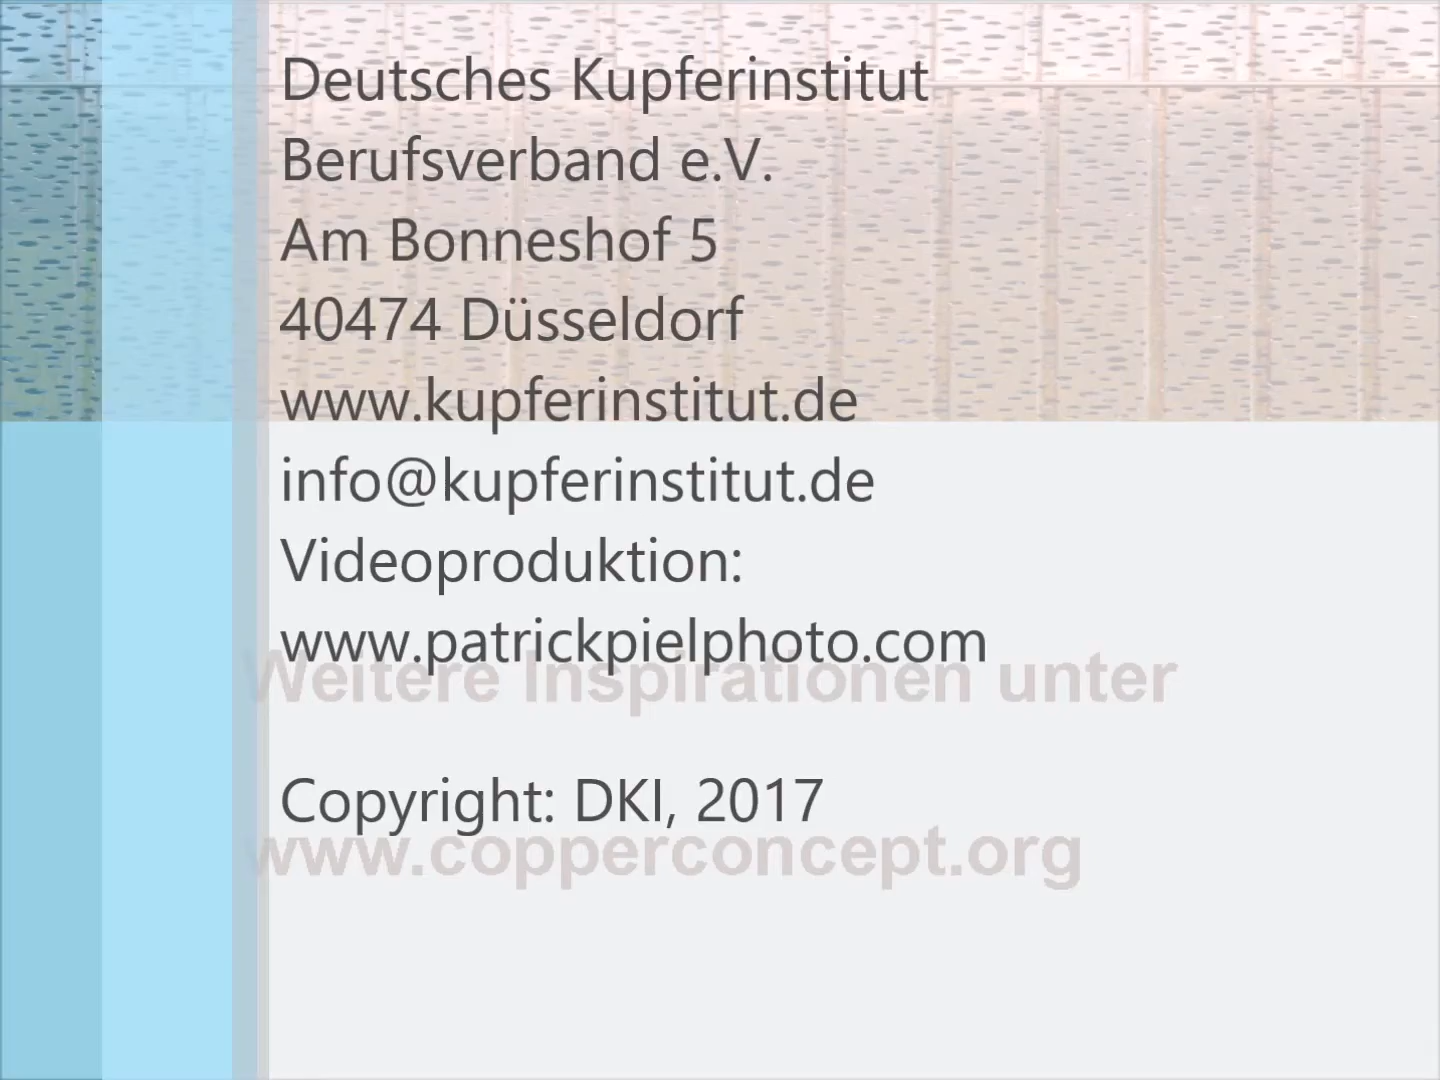 Deutsches Kupferinstitut
Berufsverband e.V.
Am Bonneshof 5
40474 Düsseldorf
www.kupferinstitut.de
info@kupferinstitut.de
Videoproduktion:
www.patrickpielphoto.com
Weitere Inspirationen unter
Copyright: DKI, 2017
www.copperconcept.org